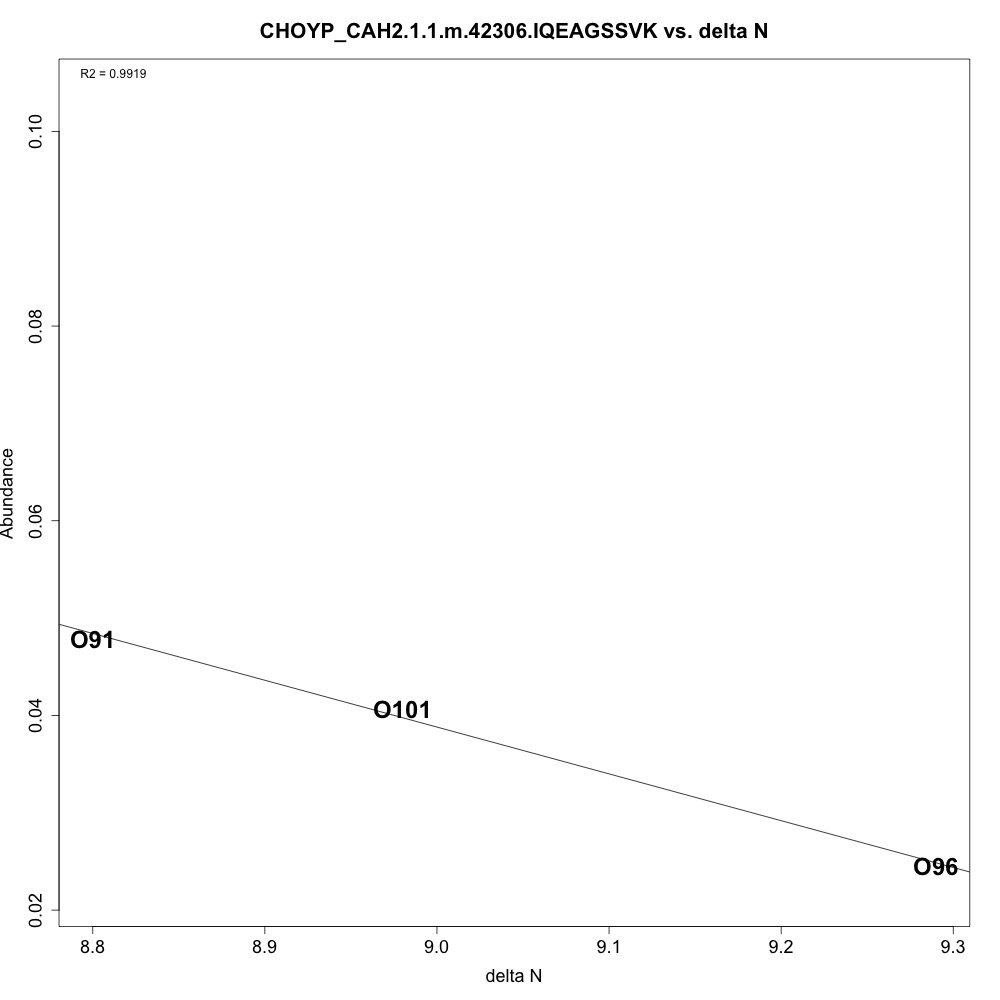 CHOYP_CAH2.1.1.m.42306.IQEAGSSVK vs. delta N
R2 = 0.9919
0.10
0.08
0.06
0.04
0.02
Abundance
O91
O101
O96
8.8 8.9 9.0 9.1 9.2 9.3
delta N